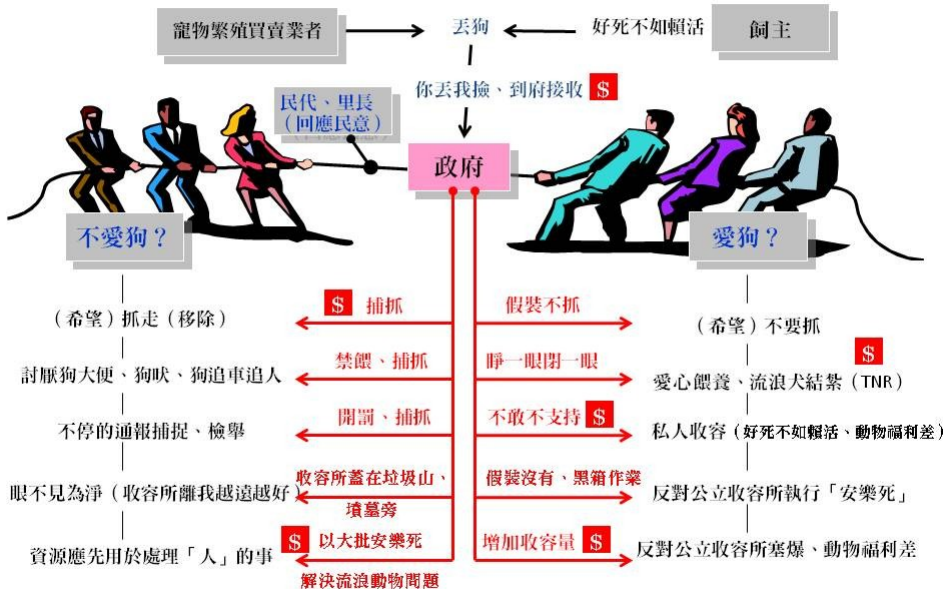 寵物繁殖買賣業者
丟狗
好死不如賴活
飼主
你丟我撿、到府接收 $
民代、里長
(回應民意)
政府
不愛狗？
愛狗？
(希望)抓走(移除)
$ 捕抓
假裝不抓
(希望)不要抓
討厭狗大便、狗吠、狗追車追人
禁餵、捕抓
睜一眼閉一眼
$
愛心餵養、流浪犬結紮(TNR)
不停的通報捕捉、檢舉
開罰、捕抓
不敢不支持 $
私人收容(好死不如賴活、動物福利差)
眼不見為淨(收容所離我越遠越好)
收容所蓋在垃圾山、
墳墓旁
假裝沒有、黑箱作業
反對公立收容所執行「安樂死」
資源應先用於處理「人」的事
$ 以大批安樂死
解決流浪動物問題
增加收容量 $
反對公立收容所塞爆、動物福利差